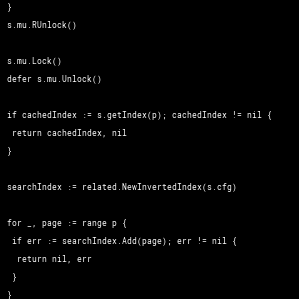 }
s.mu.RUnlock()
s.mu.Lock()
defer s.mu.Unlock()
if cachedIndex := s.getIndex(p); cachedIndex != nil {
return cachedIndex, nil
}
searchIndex := related.NewInvertedIndex(s.cfg)
for _, page := range p {
if err := searchIndex.Add(page); err != nil {
return nil, err
}
}